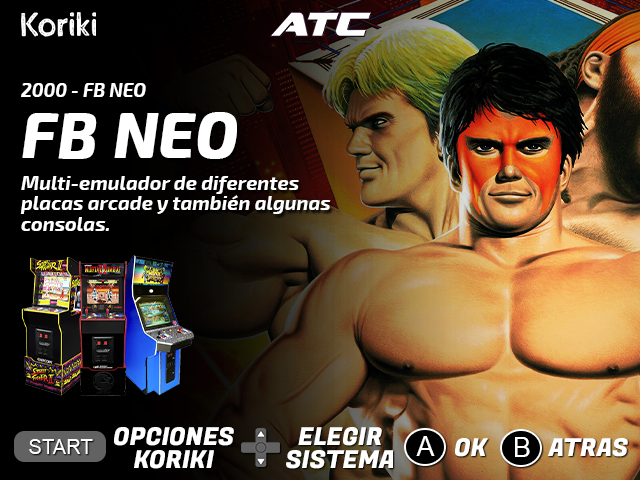 Koriki
ATC
2000 - FB NEO
FB NEO
Multi-emulador de diferentes
placas arcade y también algunas
consolas.
START
OPCIONES
KORIKI
ELEGIR
SISTEMA
A OK
B ATRAS